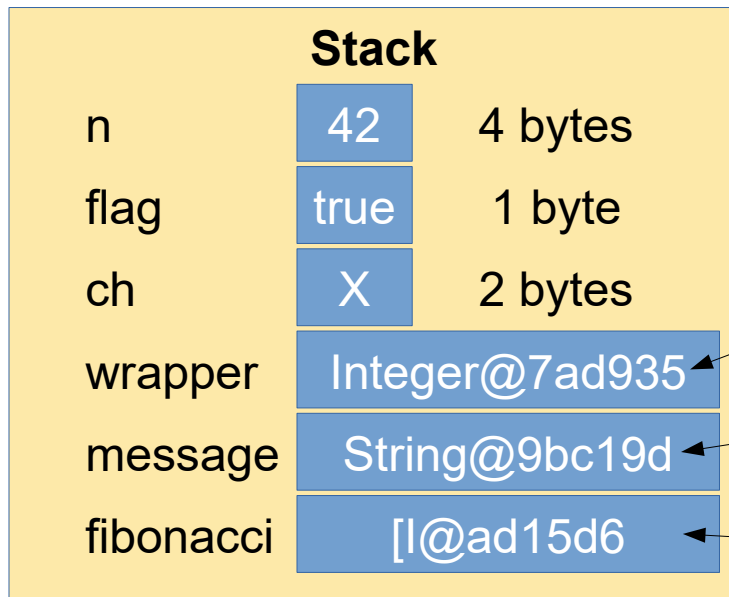 Stack
n 42 4 bytes
flag true 1 byte
ch X 2 bytes
wrapper Integer@7ad935
message String@9bc19d
fibonacci [I@ad15d6